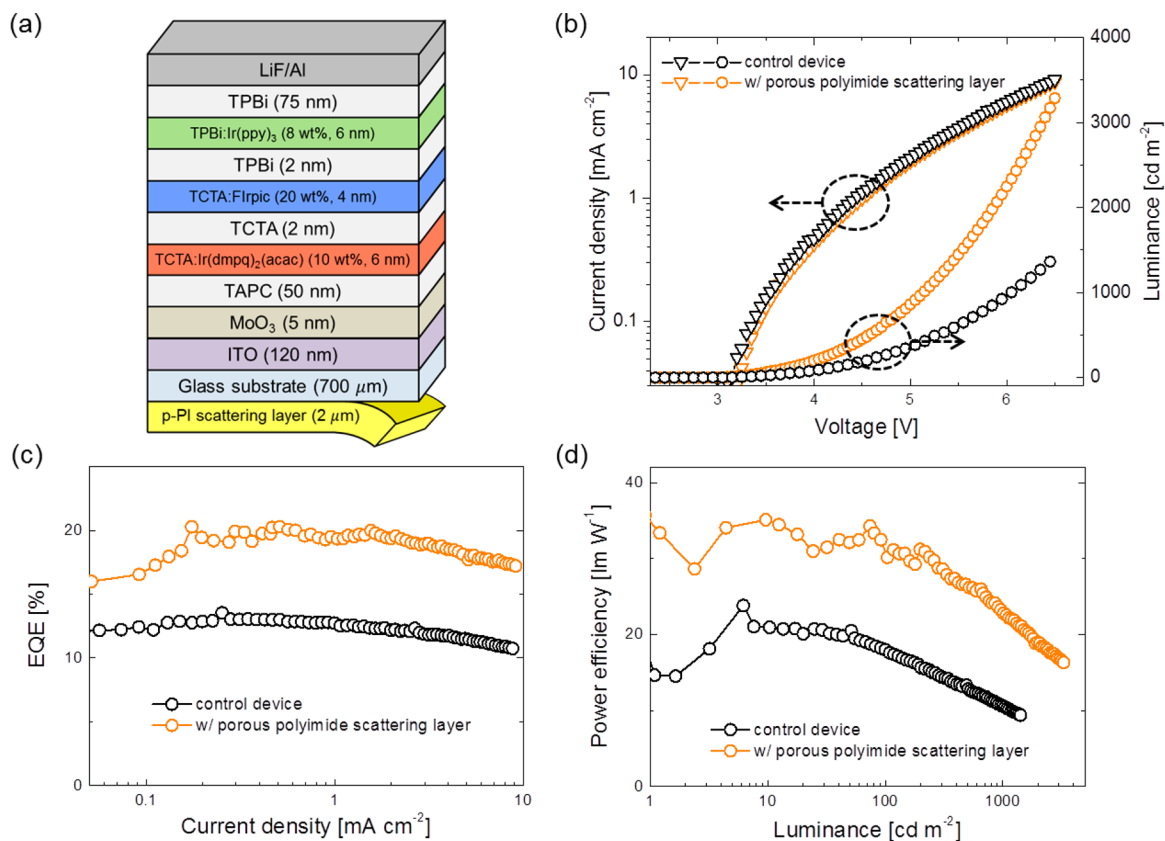 (a)
LiF/Al
TPBi (75 nm)
TPBi:Ir(ppy)₃ (8 wt%, 6 nm)
TPBi (2 nm)
TCTA:FIrpic (20 wt%, 4 nm)
TCTA (2 nm)
TCTA:Ir(dmpq)₂(acac) (10 wt%, 6 nm)
TAPC (50 nm)
MoO₃ (5 nm)
ITO (120 nm)
Glass substrate (700 μm)
p-PI scattering layer (2 μm)
(b)
control device
w/ porous polyimide scattering layer
Current density [mA cm⁻²]
10
1
0.1
3
4
5
6
Voltage [V]
4000
3000
2000
1000
0
Luminance [cd m⁻²]
(c)
EQE [%]
20
10
0
control device
w/ porous polyimide scattering layer
0.1
1
10
Current density [mA cm⁻²]
(d)
Power efficiency [lm W⁻¹]
40
20
0
control device
w/ porous polyimide scattering layer
1
10
100
1000
Luminance [cd m⁻²]